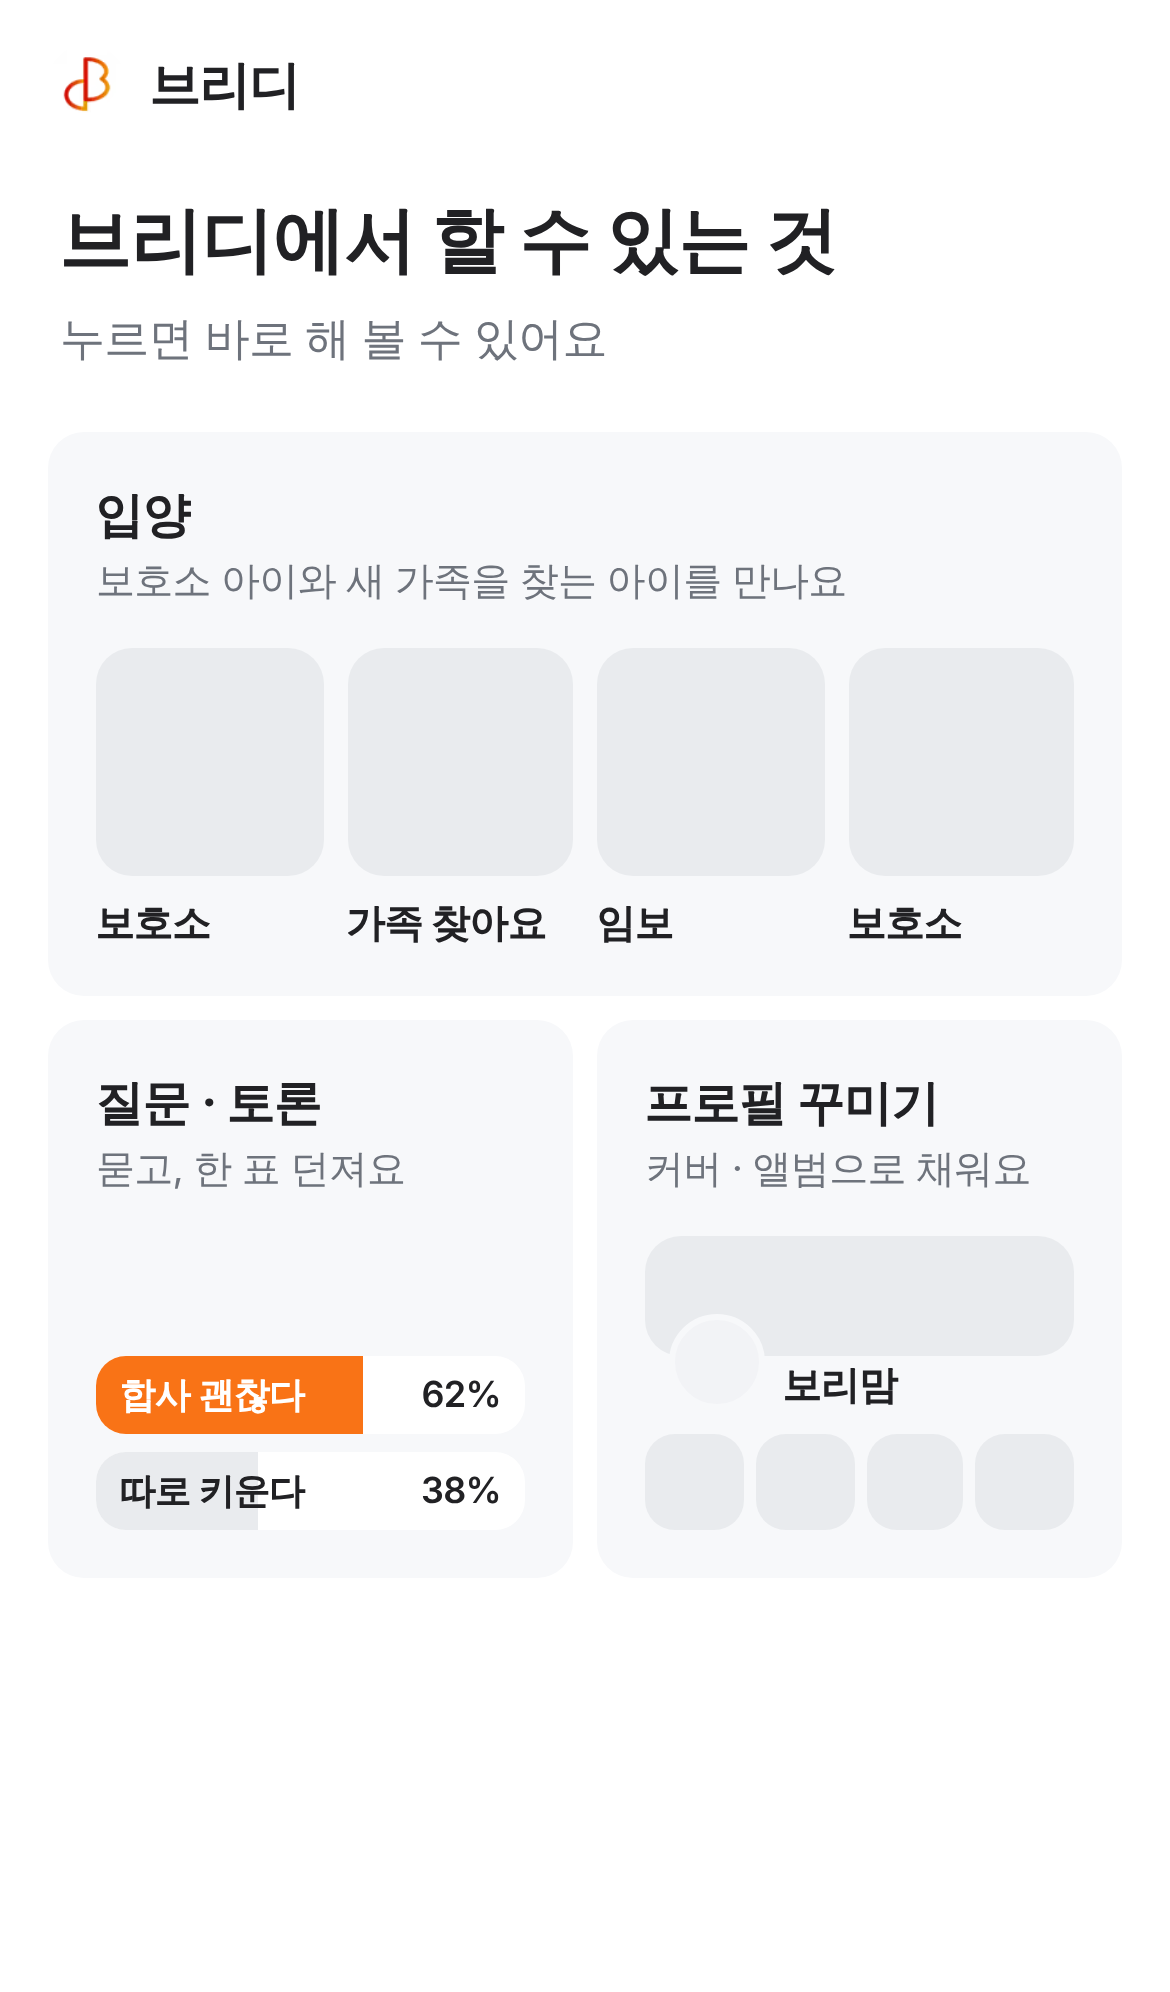 브리디
브리디에서 할 수 있는 것
누르면 바로 해 볼 수 있어요
입양
보호소 아이와 새 가족을 찾는 아이를 만나요
보호소
가족 찾아요
임보
보호소
질문 · 토론
묻고, 한 표 던져요
합사 괜찮다 62%
따로 키운다 38%
프로필 꾸미기
커버 · 앨범으로 채워요
보리맘